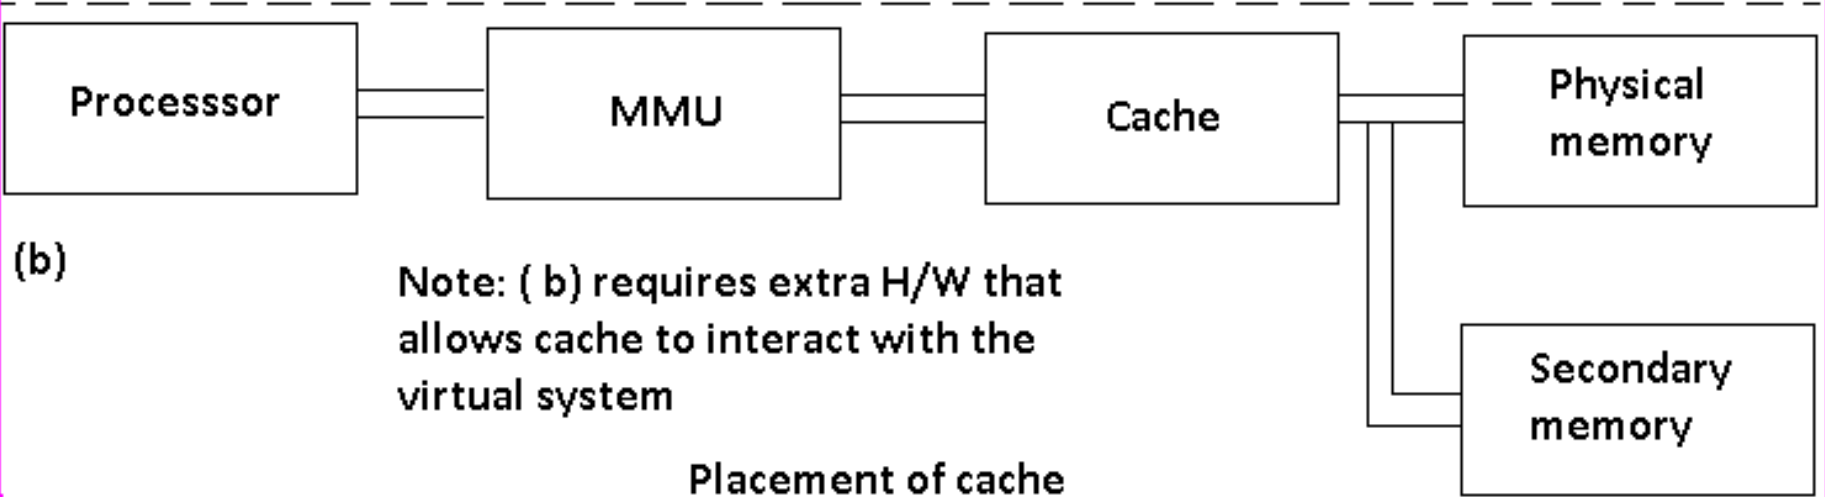 Processsor
MMU
Cache
Physical
memory
(b)
Note: ( b) requires extra H/W that
allows cache to interact with the
virtual system
Secondary
memory
Placement of cache